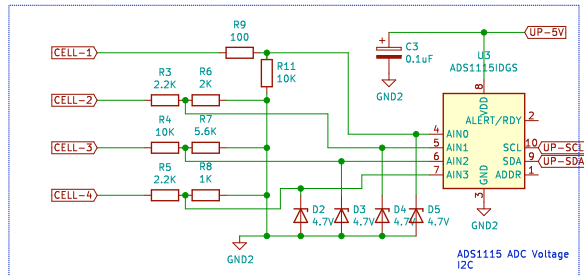 R9
100
CELL-1
R11
10K
R3
2.2K
R6
2K
CELL-2
R4
10K
R7
5.6K
CELL-3
R5
2.2K
R8
1K
CELL-4
C3
0.1uF
GND2
UP-5V
U3
ADS1115IDGS
8
VDD
ALERT/RDY
2
4
AIN0
5
AIN1
6
AIN2
7
AIN3
SCL
10
UP-SCL
SDA
9
UP-SDA
ADDR
1
GND
3
GND2
D2
4.7V
D3
4.7V
D4
4.7V
D5
4.7V
GND2
ADS1115 ADC Voltage
I2C